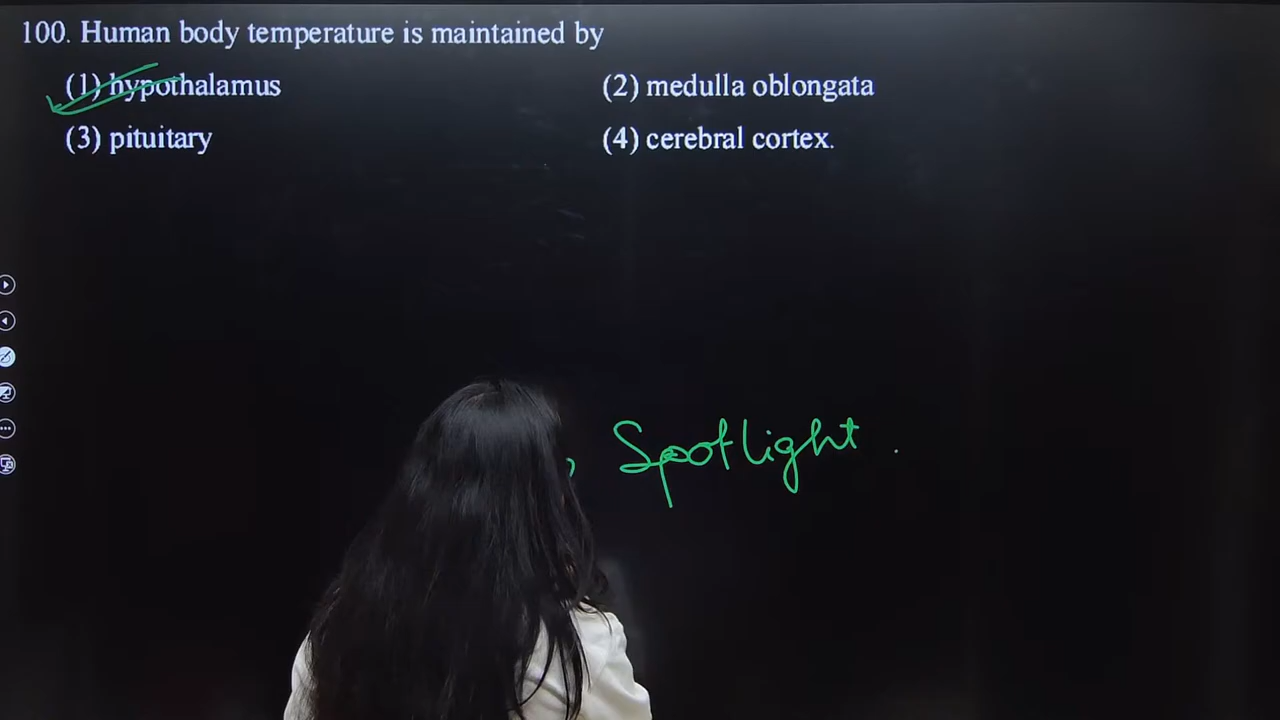 100. Human body temperature is maintained by
(1) hypothalamus (2) medulla oblongata
(3) pituitary (4) cerebral cortex.
Spotlight .